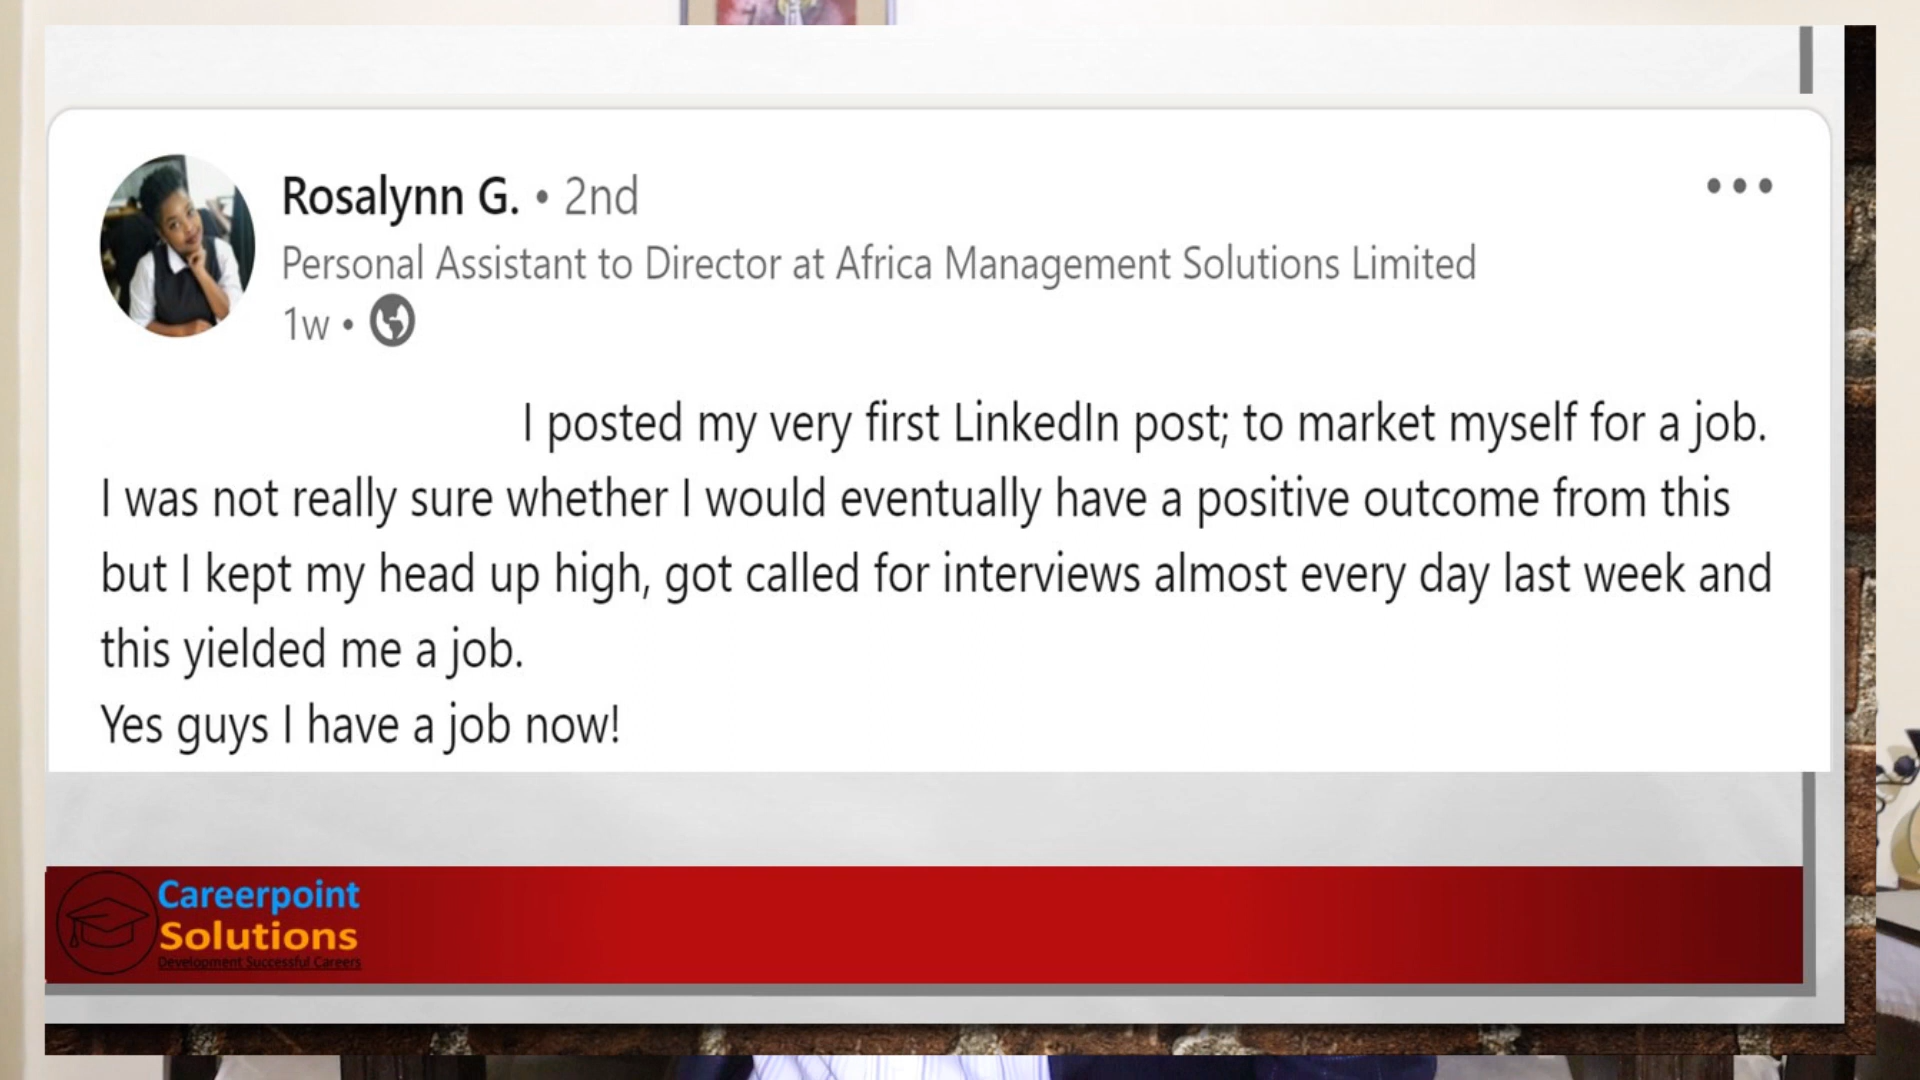 Rosalynn G. • 2nd
Personal Assistant to Director at Africa Management Solutions Limited
1w •
I posted my very first LinkedIn post; to market myself for a job.
I was not really sure whether I would eventually have a positive outcome from this
but I kept my head up high, got called for interviews almost every day last week and
this yielded me a job.
Yes guys I have a job now!
Careerpoint
Solutions
Development Successful Careers